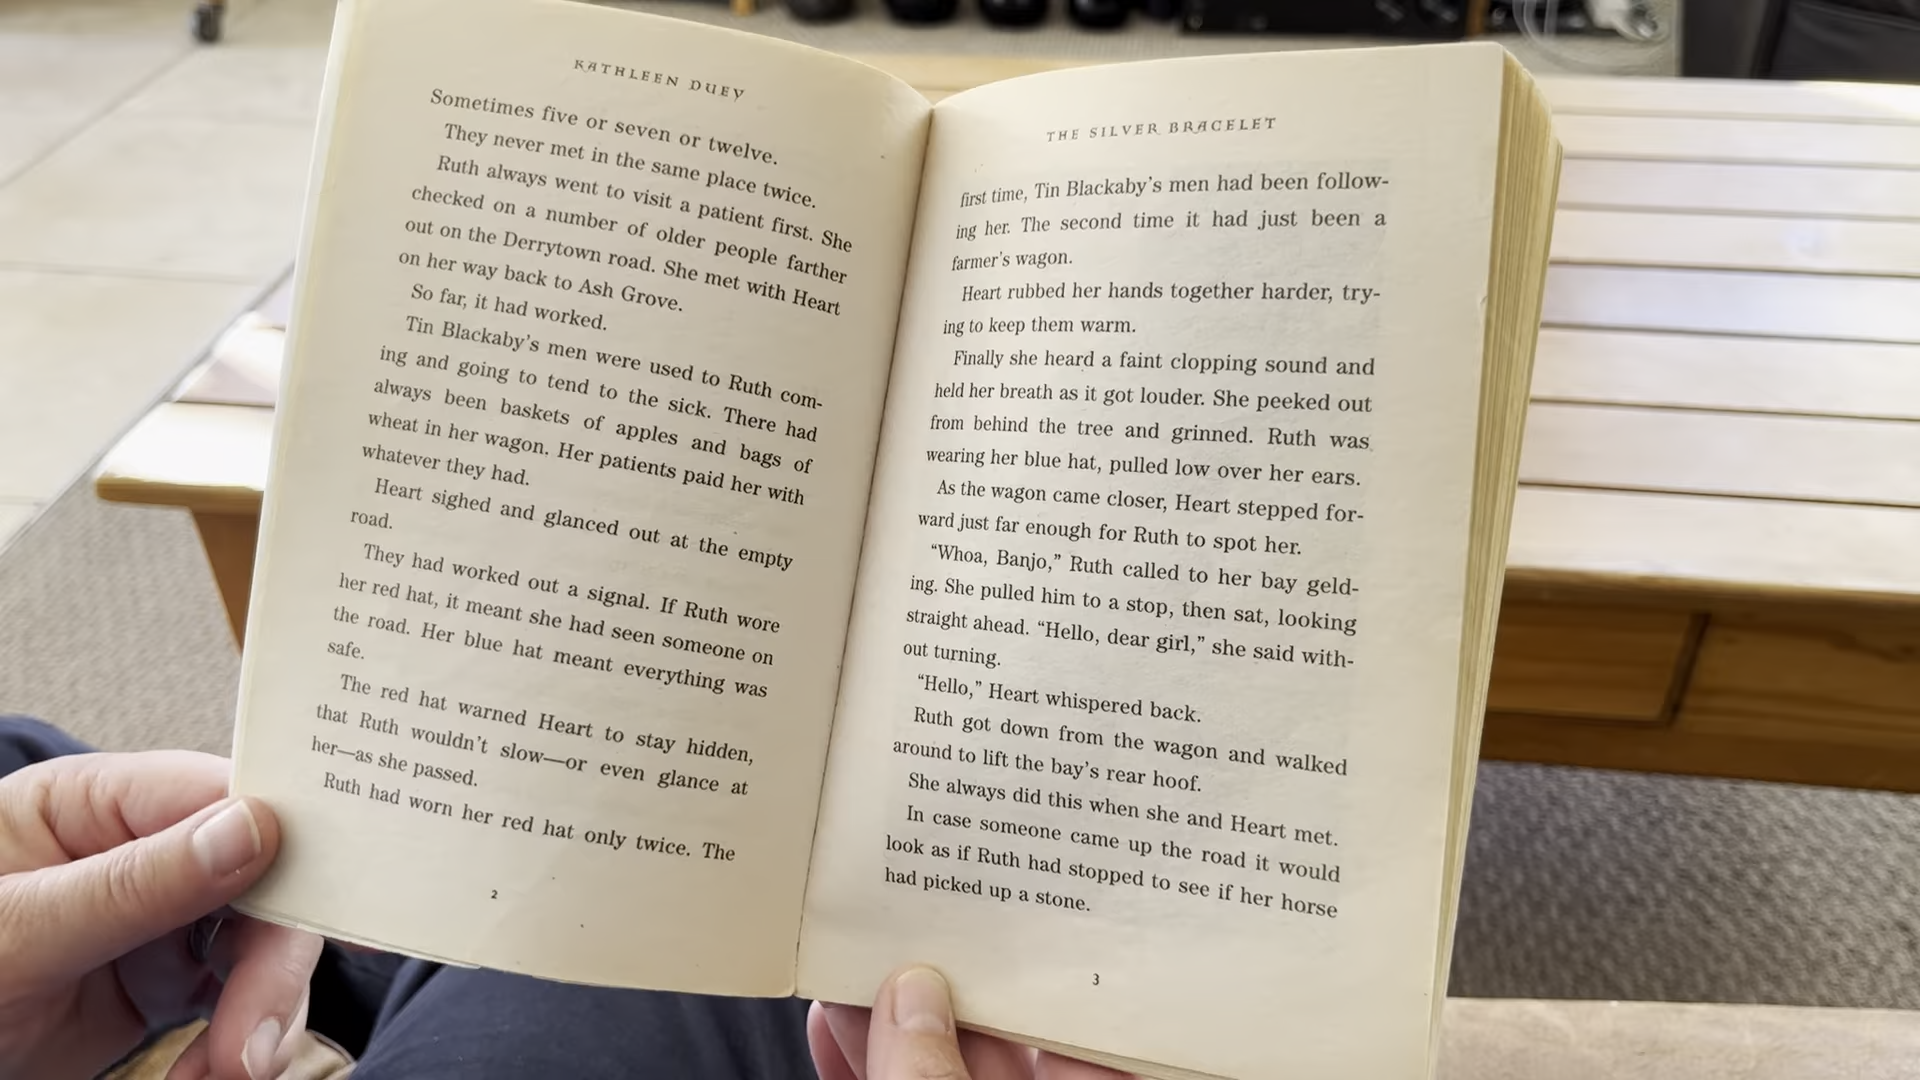 KATHLEEN DUEY
Sometimes five or seven or twelve.
They never met in the same place twice.
Ruth always went to visit a patient first. She
checked on a number of older people farther
out on the Derrytown road. She met with Heart
on her way back to Ash Grove.
So far, it had worked.
Tin Blackaby’s men were used to Ruth com-
ing and going to tend to the sick. There had
always been baskets of apples and bags of
wheat in her wagon. Her patients paid her with
whatever they had.
Heart sighed and glanced out at the empty
road.
They had worked out a signal. If Ruth wore
her red hat, it meant she had seen someone on
the road. Her blue hat meant everything was
safe.
The red hat warned Heart to stay hidden,
that Ruth wouldn’t slow—or even glance at
her—as she passed.
Ruth had worn her red hat only twice. The
2
THE SILVER BRACELET
first time, Tin Blackaby’s men had been follow-
ing her. The second time it had just been a
farmer’s wagon.
Heart rubbed her hands together harder, try-
ing to keep them warm.
Finally she heard a faint clopping sound and
held her breath as it got louder. She peeked out
from behind the tree and grinned. Ruth was
wearing her blue hat, pulled low over her ears.
As the wagon came closer, Heart stepped for-
ward just far enough for Ruth to spot her.
“Whoa, Banjo,” Ruth called to her bay geld-
ing. She pulled him to a stop, then sat, looking
straight ahead. “Hello, dear girl,” she said with-
out turning.
“Hello,” Heart whispered back.
Ruth got down from the wagon and walked
around to lift the bay’s rear hoof.
She always did this when she and Heart met.
In case someone came up the road it would
look as if Ruth had stopped to see if her horse
had picked up a stone.
3